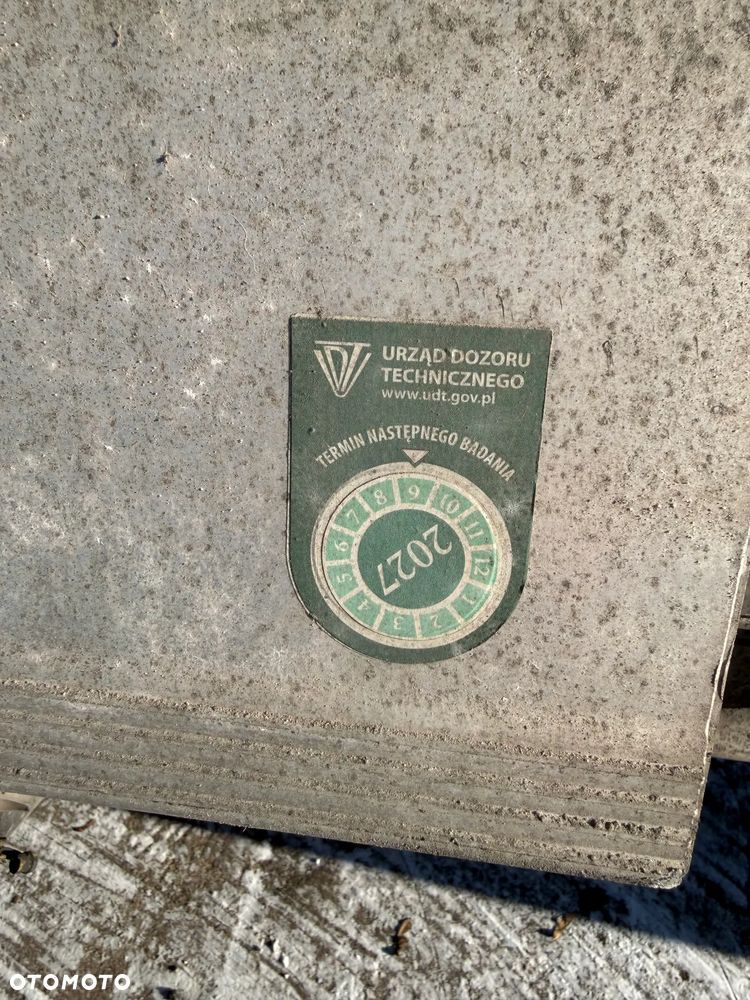 UDT
URZĄD DOZORU
TECHNICZNEGO
www.udt.gov.pl
TERMIN NASTĘPNEGO BADANIA
1 2 3 4 5 6 7 8 9 10 11 12
2027
OTOMOTO